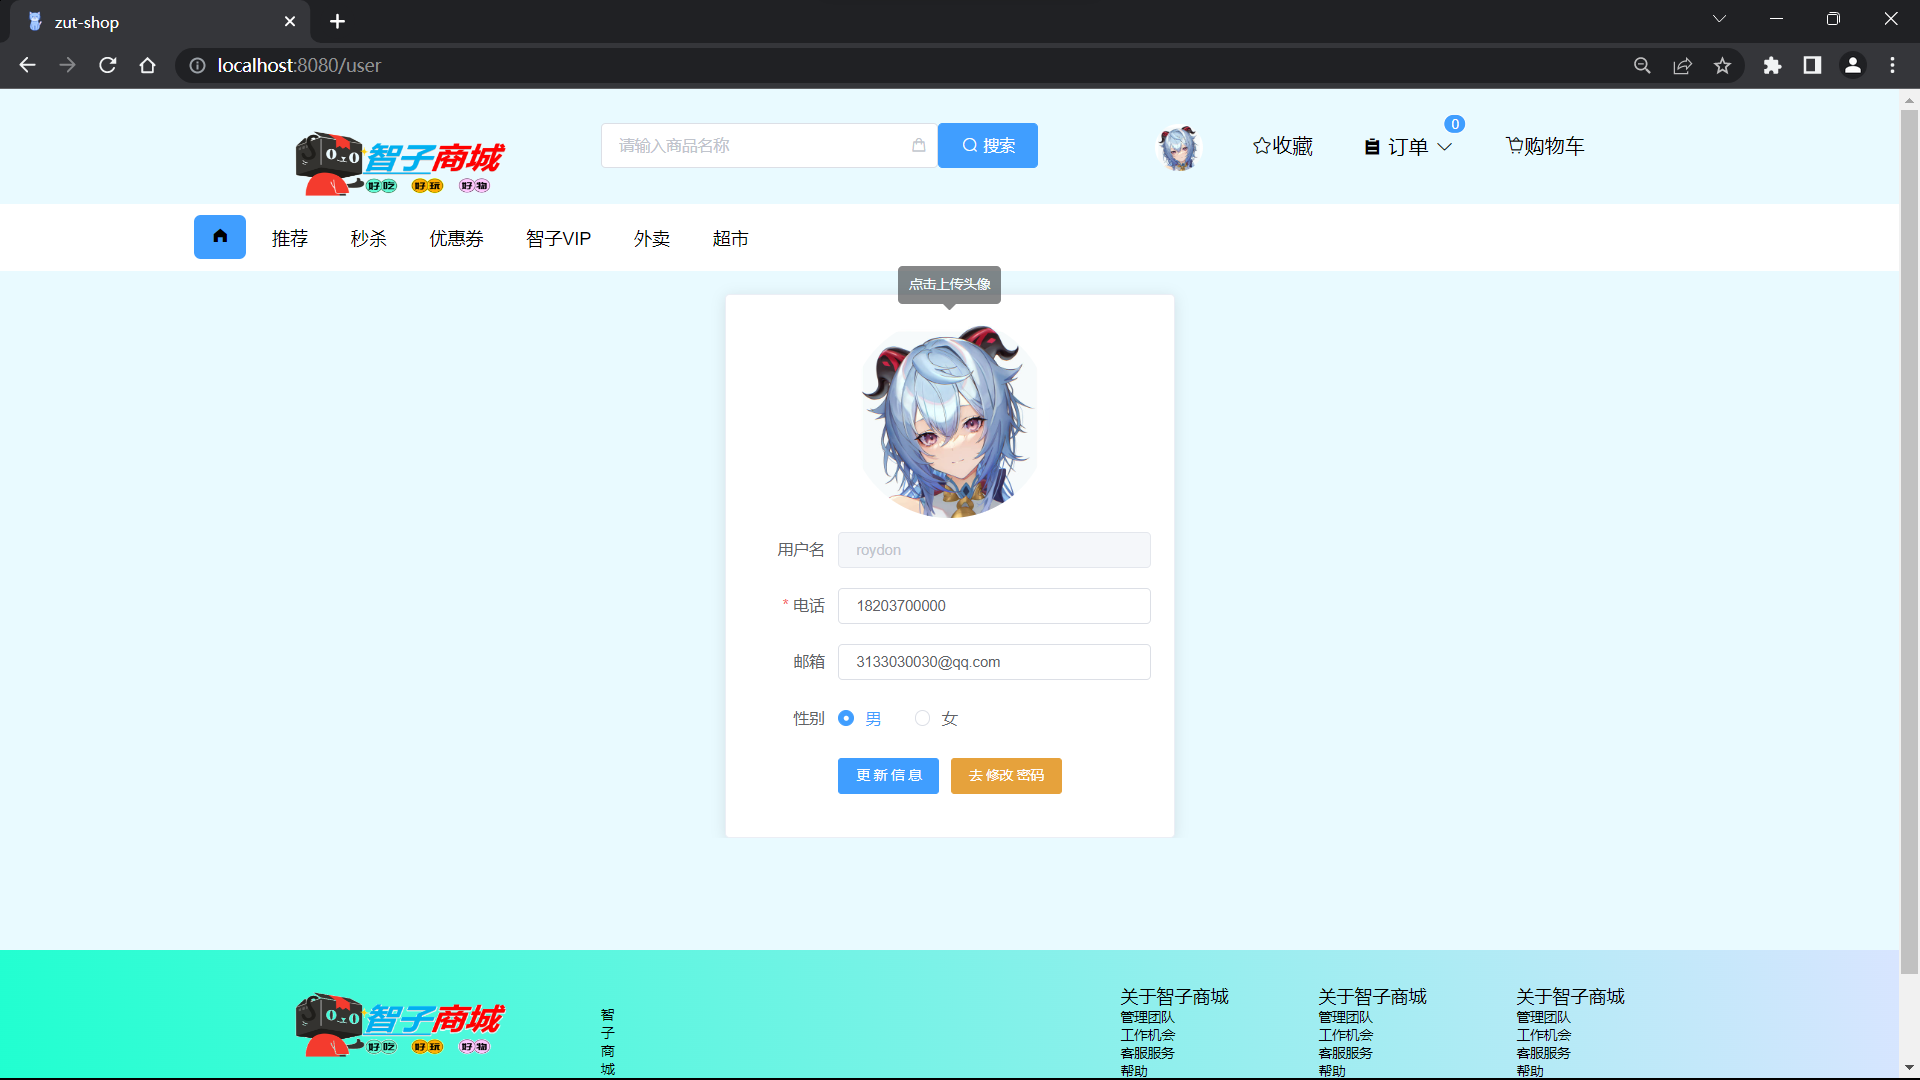 zut-shop
localhost:8080/user
智子商城
好吃 好玩 好物
请输入商品名称
搜索
收藏
订单
0
购物车
推荐
秒杀
优惠券
智子VIP
外卖
超市
点击上传头像
用户名
roydon
* 电话
18203700000
邮箱
3133030030@qq.com
性别
男
女
更新信息
去修改密码
智子商城
好吃 好玩 好物
智
子
商
城
关于智子商城
管理团队
工作机会
客服服务
帮助
关于智子商城
管理团队
工作机会
客服服务
帮助
关于智子商城
管理团队
工作机会
客服服务
帮助